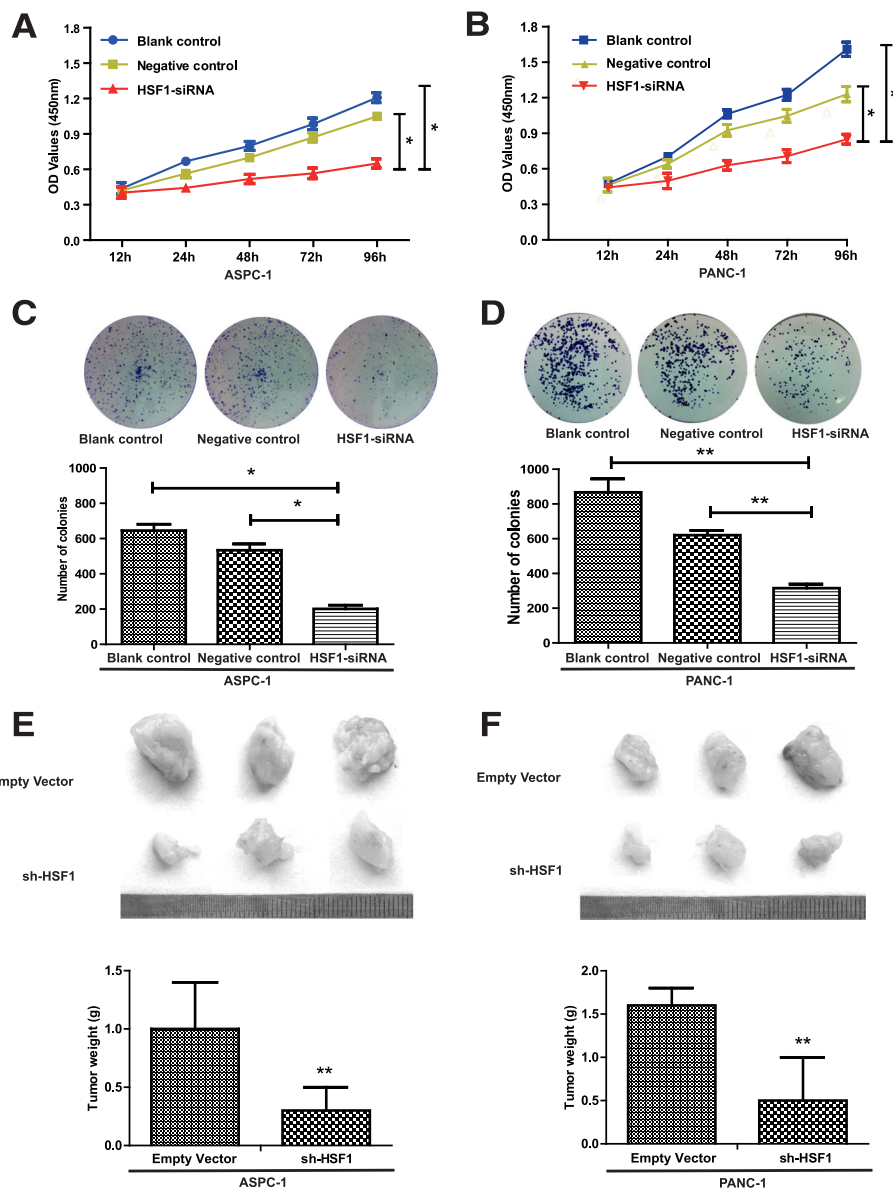 A
1.8
1.5
1.2
0.9
0.6
0.3
0.0
OD Values (450nm)
Blank control
Negative control
HSF1-siRNA
*
*
12h 24h 48h 72h 96h
ASPC-1
B
1.8
1.5
1.2
0.9
0.6
0.3
0.0
OD Values (450nm)
Blank control
Negative control
HSF1-siRNA
*
*
12h 24h 48h 72h 96h
PANC-1
C
Blank control Negative control HSF1-siRNA
1000
800
600
400
200
0
Number of colonies
*
*
Blank control Negative control HSF1-siRNA
ASPC-1
D
Blank control Negative control HSF1-siRNA
1000
800
600
400
200
0
Number of colonies
**
**
Blank control Negative control HSF1-siRNA
PANC-1
E
mpty Vector
sh-HSF1
1.5
1.0
0.5
0.0
Tumor weight (g)
**
Empty Vector sh-HSF1
ASPC-1
F
Empty Vector
sh-HSF1
2.0
1.5
1.0
0.5
0.0
Tumor weight (g)
**
Empty Vector sh-HSF1
PANC-1